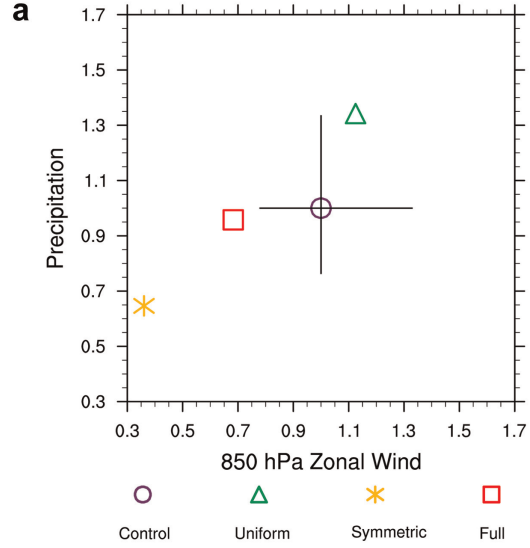 a
1.7
1.5
1.3
1.1
0.9
0.7
0.5
0.3
Precipitation
0.3 0.5 0.7 0.9 1.1 1.3 1.5 1.7
850 hPa Zonal Wind
Control Uniform Symmetric Full